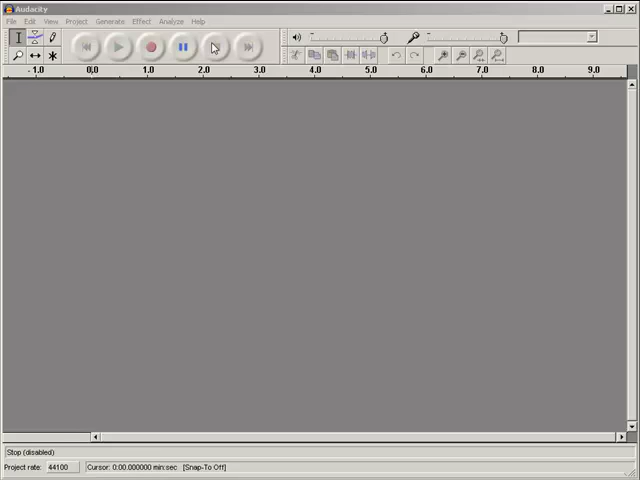 Audacity
File Edit View Project Generate Effect Analyze Help
- 1.0 0,0 1.0 2.0 3.0 4.0 5.0 6.0 7.0 8.0 9.0
Stop (disabled)
Project rate: 44100 Cursor: 0:00.000000 min:sec [Snap-To Off]